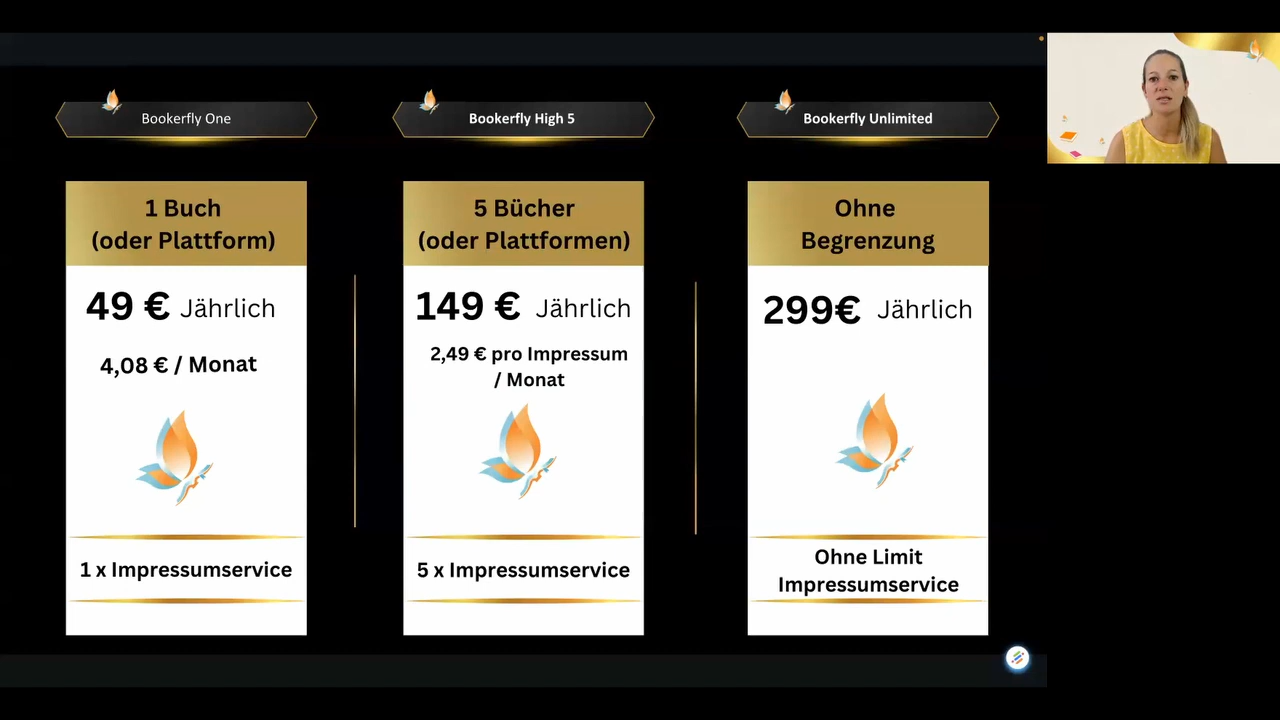 Bookerfly One
1 Buch
(oder Plattform)
49 € Jährlich
4,08 € / Monat
1 x Impressumservice
Bookerfly High 5
5 Bücher
(oder Plattformen)
149 € Jährlich
2,49 € pro Impressum
/ Monat
5 x Impressumservice
Bookerfly Unlimited
Ohne
Begrenzung
299€ Jährlich
Ohne Limit
Impressumservice